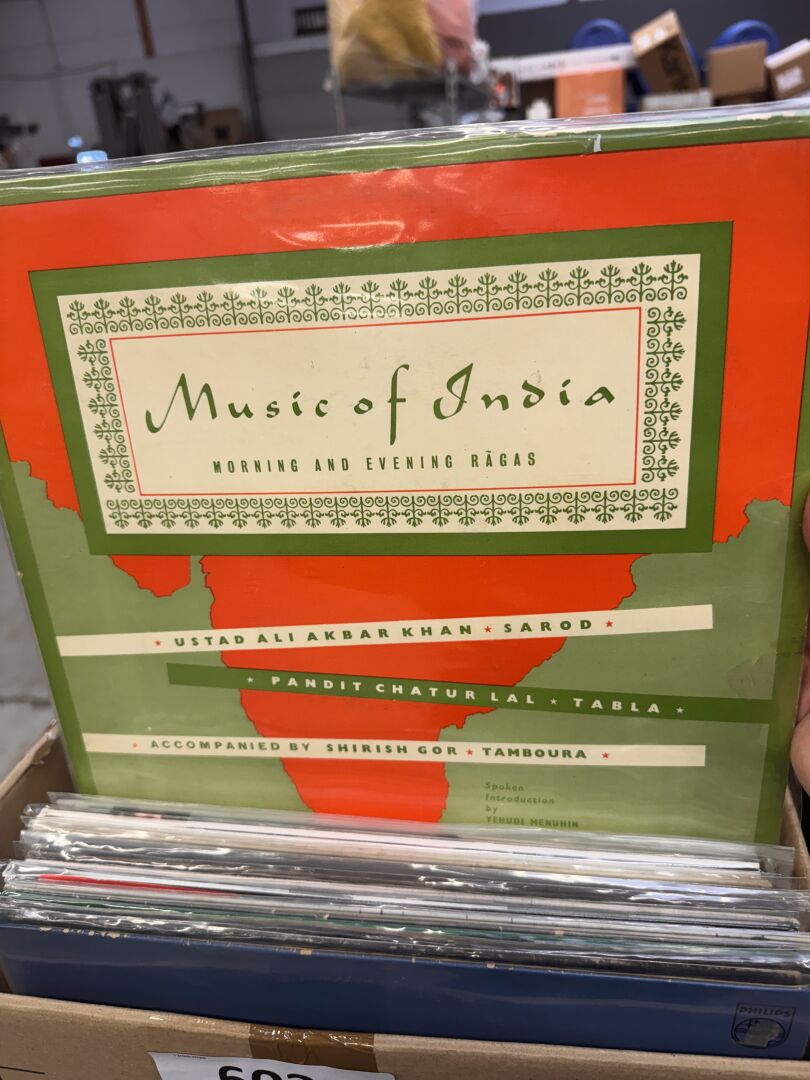 Music of India
MORNING AND EVENING RĀGAS
★ USTAD ALI AKBAR KHAN ★ SAROD ★
★ PANDIT CHATUR LAL ★ TABLA ★
★ ACCOMPANIED BY SHIRISH GOR ★ TAMBOURA ★
Spoken
Introduction
by
YEHUDI MENUHIN
PHILIPS